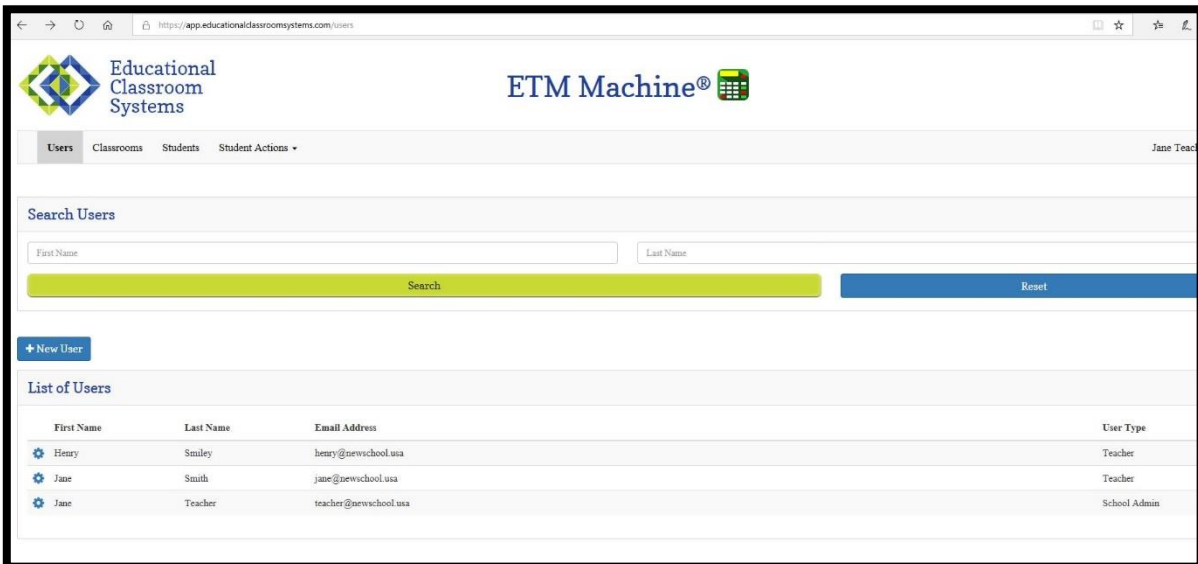 https://app.educationalclassroomsystems.com/users
Educational
Classroom
Systems
ETM Machine®
Users Classrooms Students Student Actions Jane Teach
Search Users
First Name Last Name
Search Reset
+ New User
List of Users
First Name Last Name Email Address User Type
Henry Smiley henry@newschool.usa Teacher
Jane Smith jane@newschool.usa Teacher
Jane Teacher teacher@newschool.usa School Admin